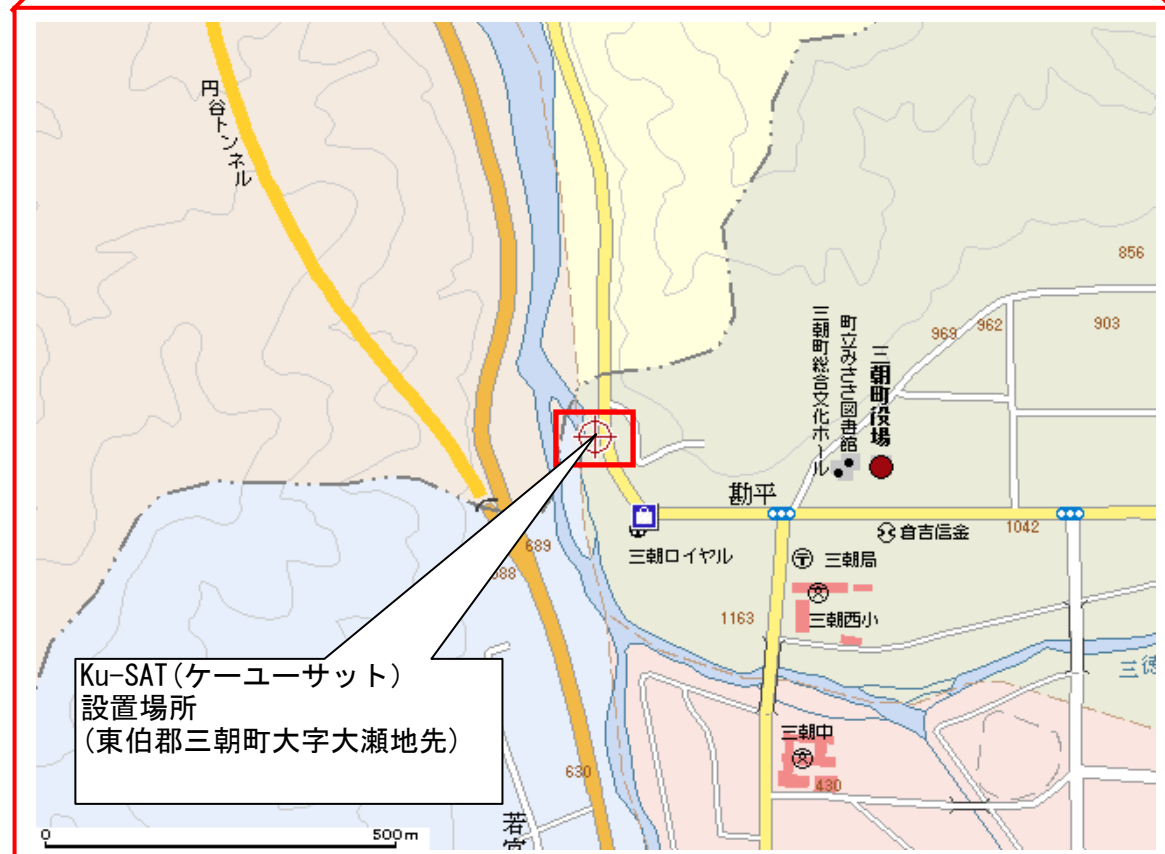 円谷トンネル
856
903
962
969
三朝町役場
町立みささ図書館
三朝町総合文化ホール
勘平
倉吉信金
1042
三朝ロイヤル
三朝局
689
688
1163
三朝西小
三徳
Ku-SAT(ケーユーサット)
設置場所
(東伯郡三朝町大字大瀬地先)
三朝中
630
430
若宮
0
500m